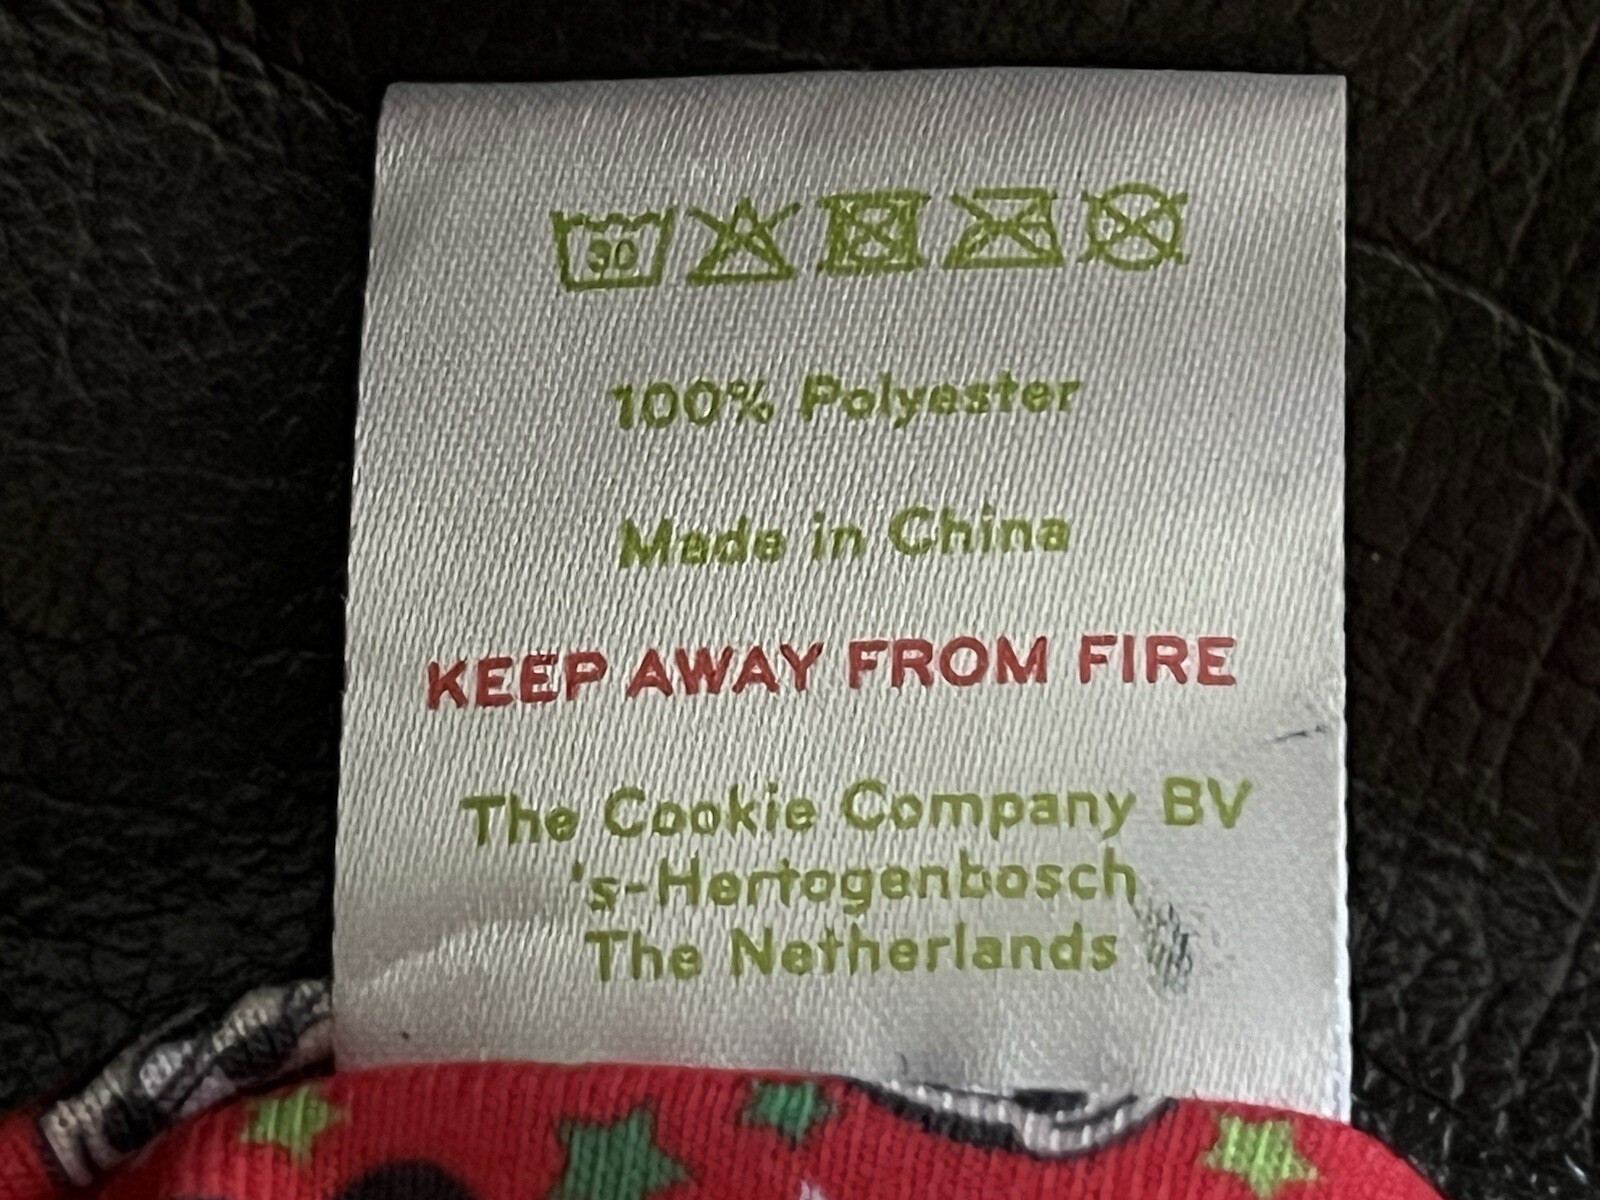 30
100% Polyester
Made in China
KEEP AWAY FROM FIRE
The Cookie Company BV
's-Hertogenbosch
The Netherlands